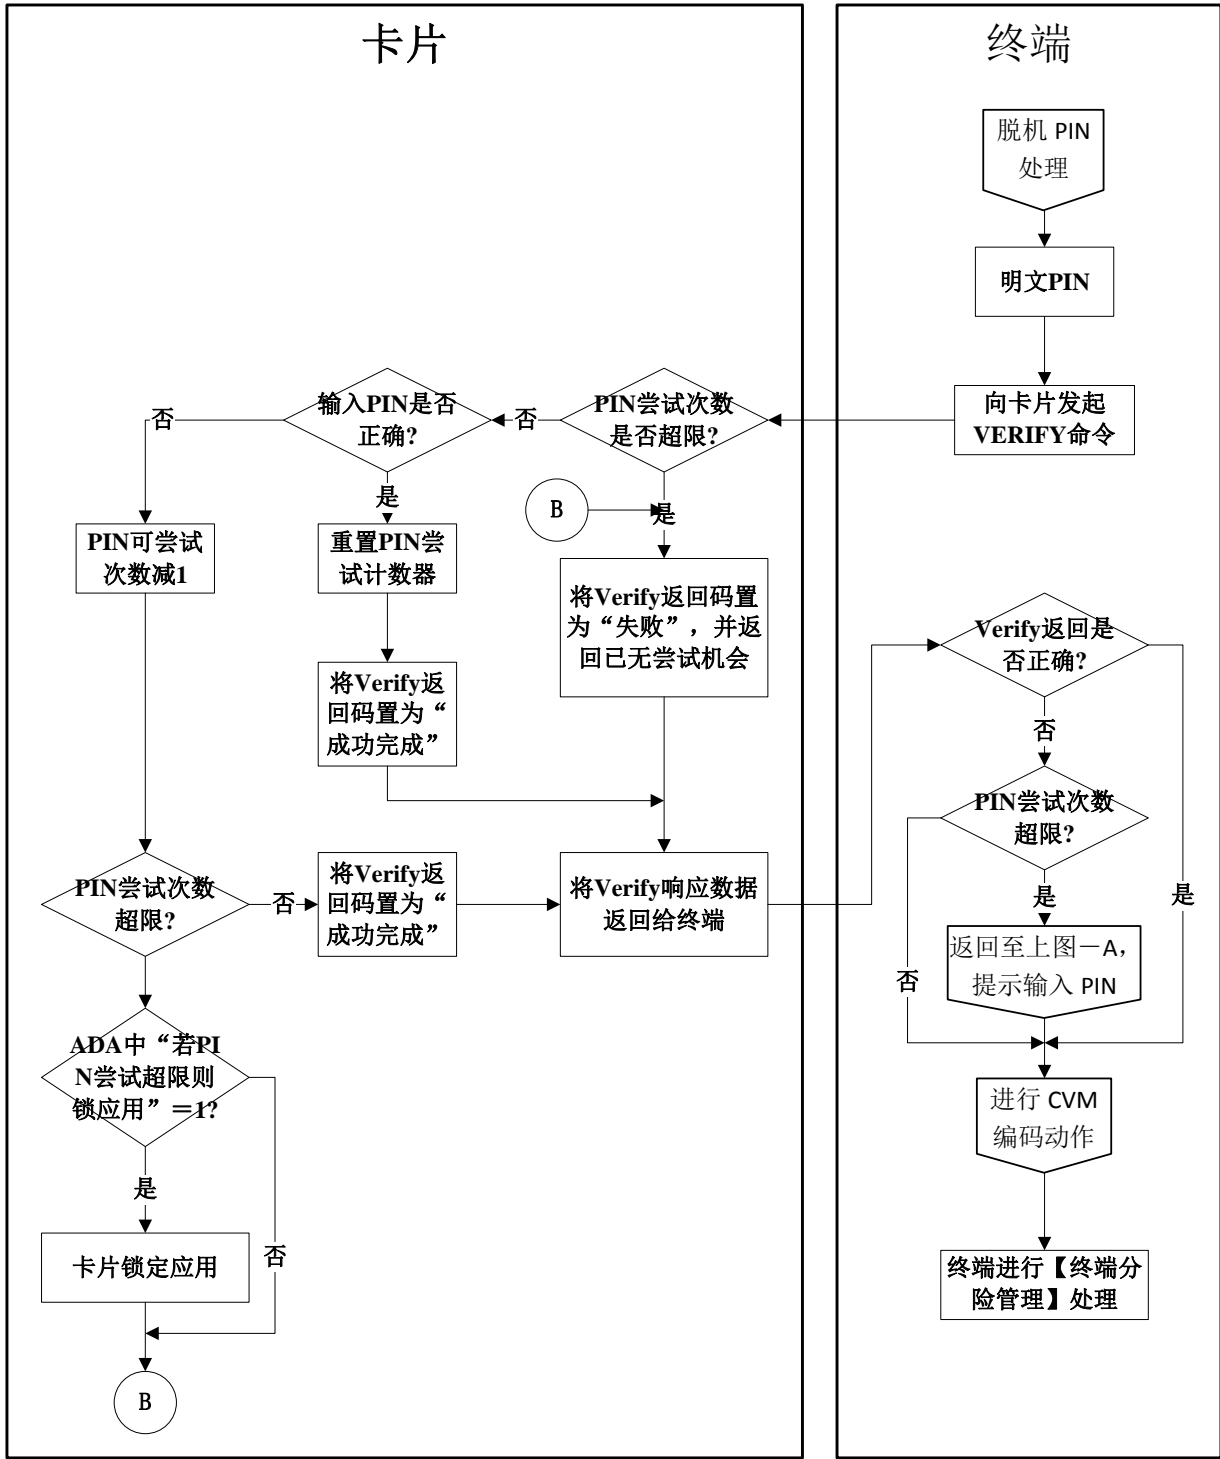 卡片
终端
脱机 PIN
处理
明文PIN
向卡片发起
VERIFY命令
PIN尝试次数
是否超限?
否
输入PIN是否
正确?
否
是
是
B
PIN可尝试
次数减1
重置PIN尝
试计数器
将Verify返回码置
为“失败”，并返
回已无尝试机会
将Verify返
回码置为“
成功完成”
PIN尝试次数
超限?
否
将Verify返
回码置为“
成功完成”
将Verify响应数据
返回给终端
ADA中“若PI
N尝试超限则
锁应用”＝1?
是
否
卡片锁定应用
B
Verify返回是
否正确?
否
是
PIN尝试次数
超限?
是
否
返回至上图－A，
提示输入 PIN
进行 CVM
编码动作
终端进行【终端分
险管理】处理